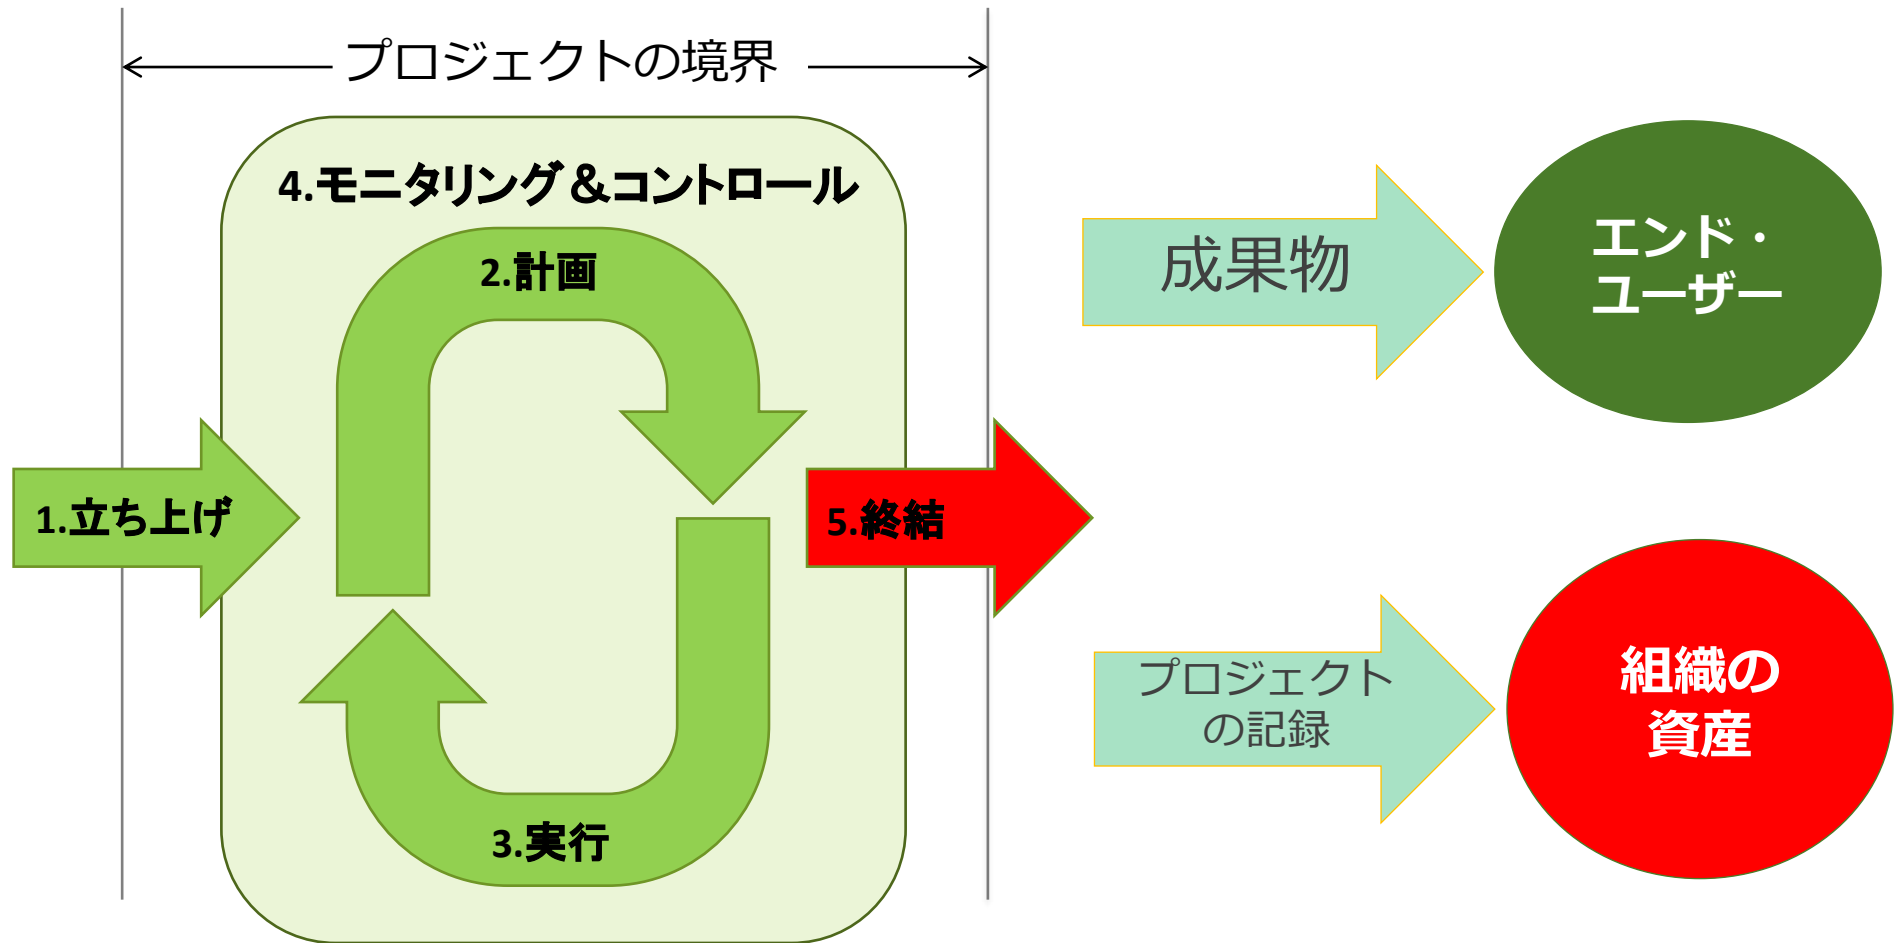 プロジェクトの境界
4.モニタリング＆コントロール
2.計画
1.立ち上げ
5.終結
3.実行
成果物
エンド・
ユーザー
プロジェクト
の記録
組織の
資産